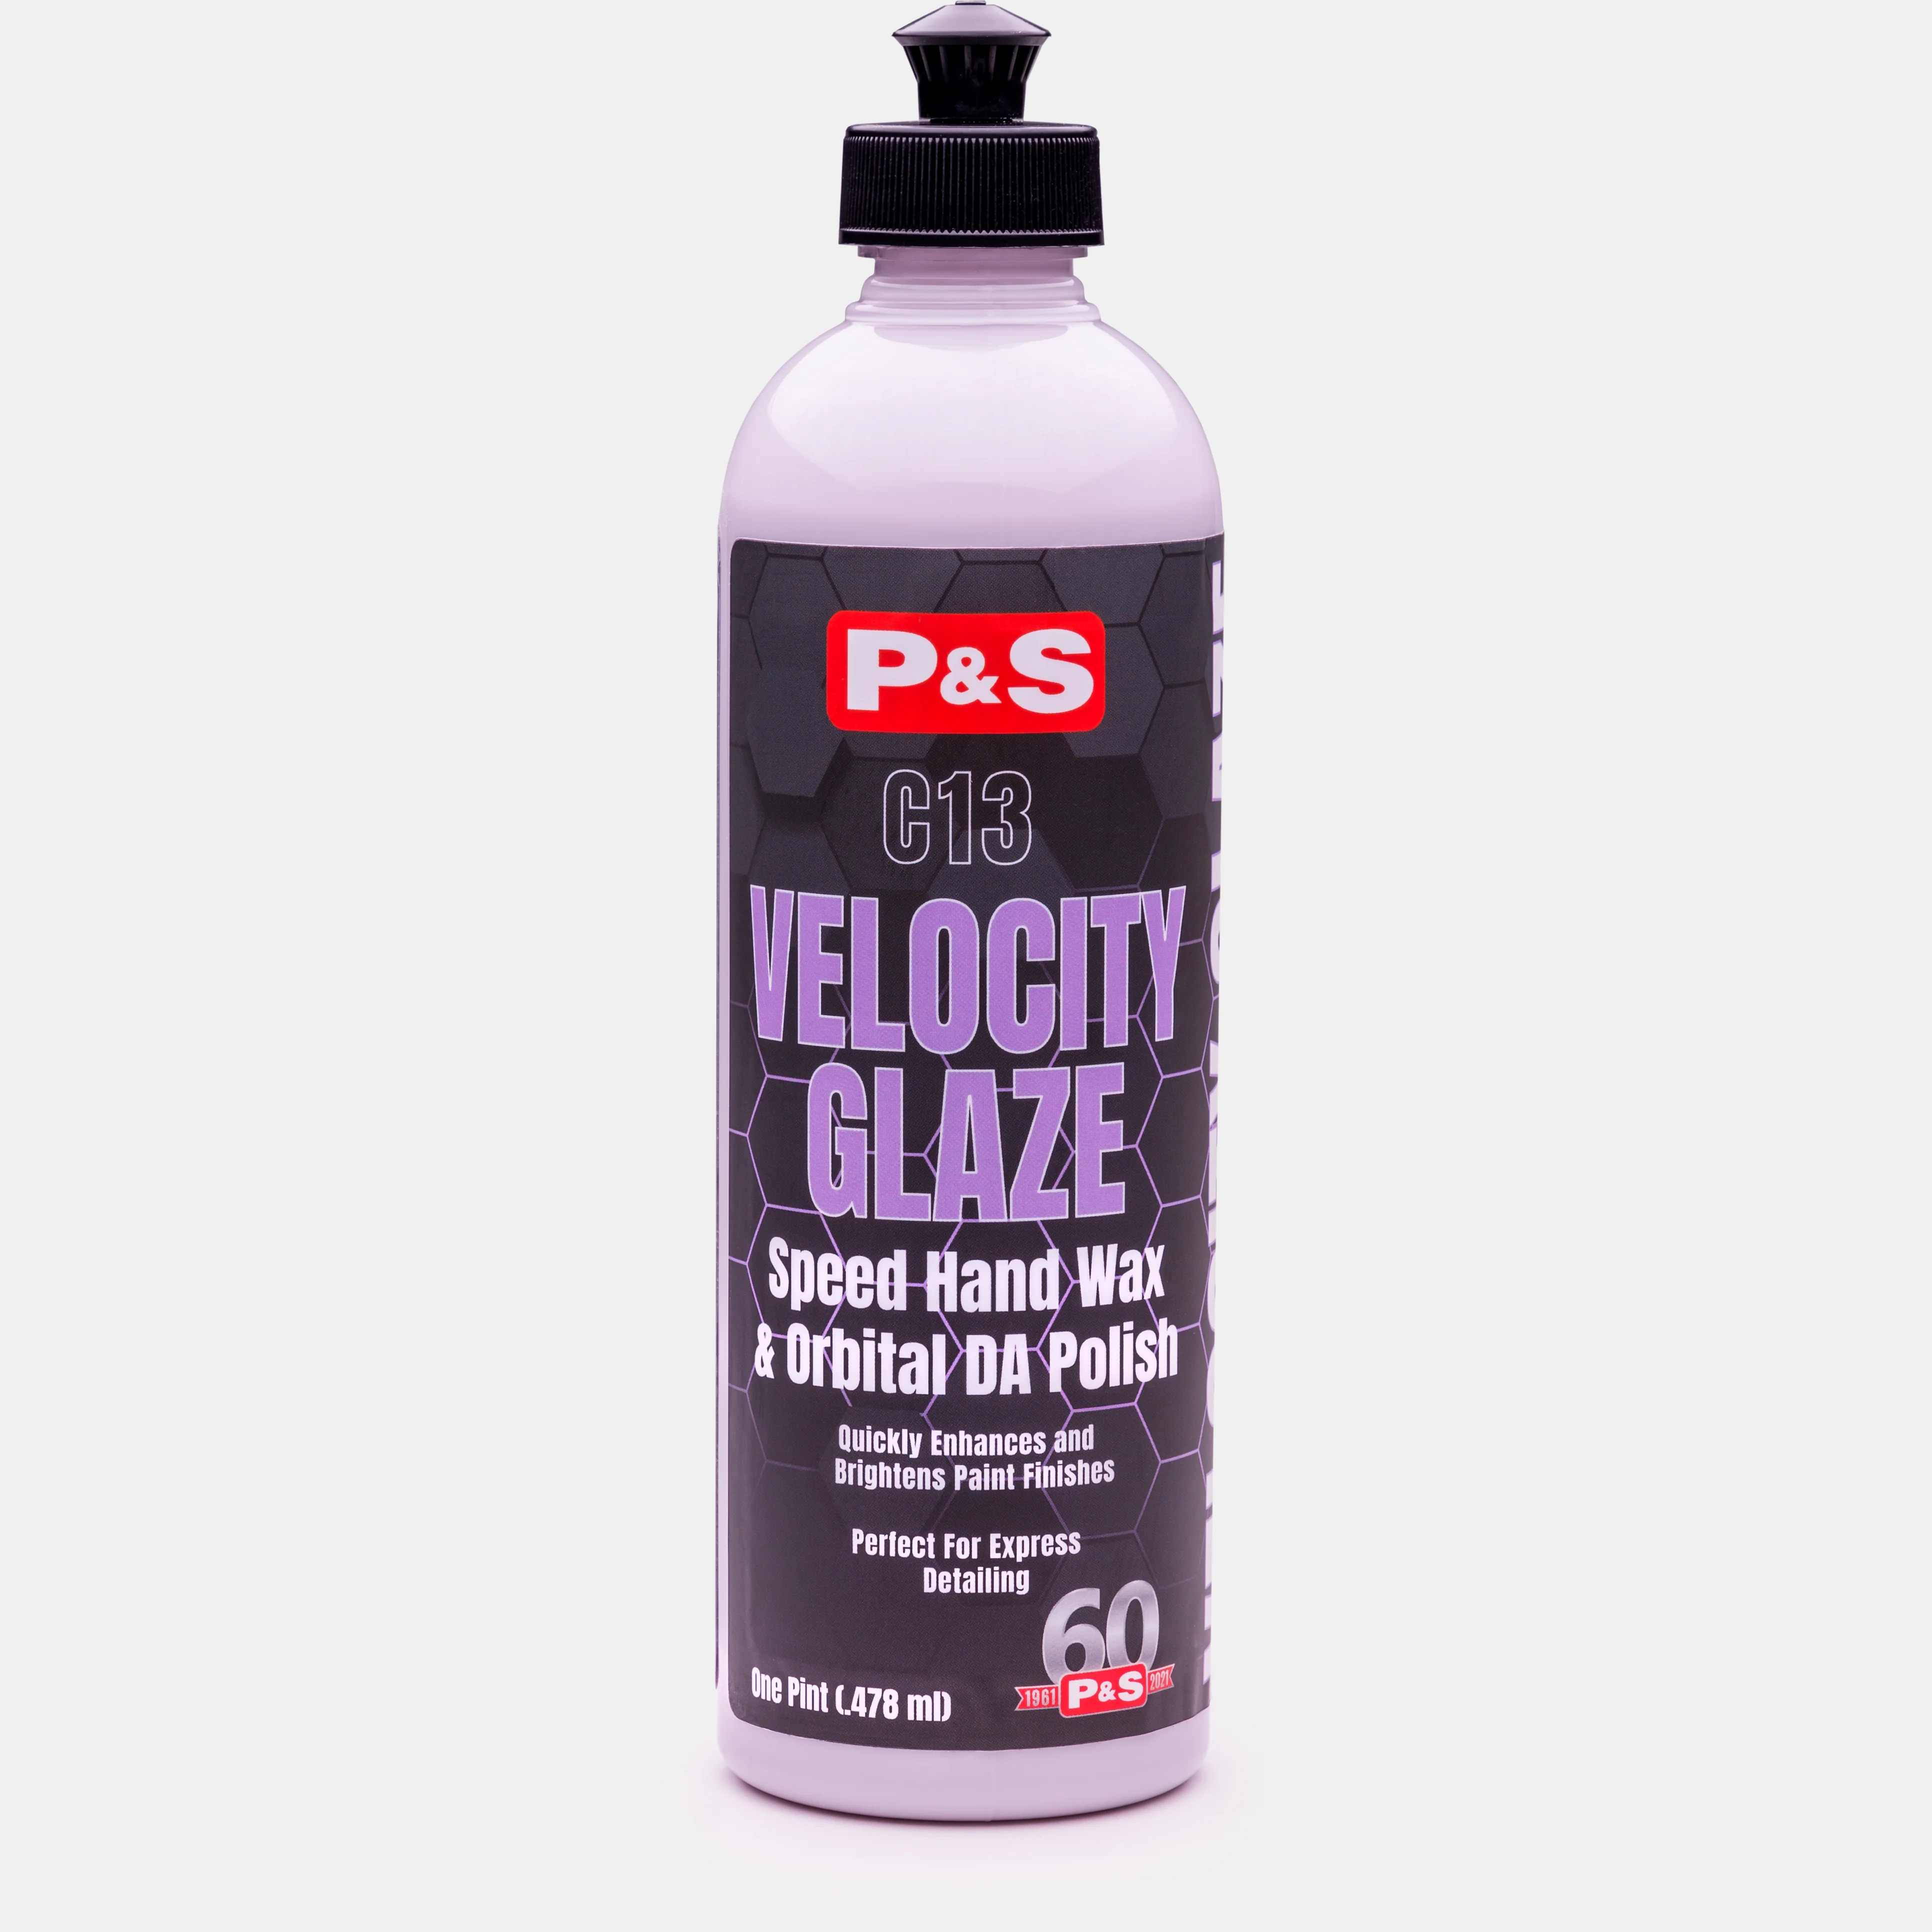 P&S
C13
VELOCITY
GLAZE
Speed Hand Wax
& Orbital DA Polish
Quickly Enhances and
Brightens Paint Finishes
Perfect For Express
Detailing
60
1961 P&S 2021
One Pint (.478 ml)